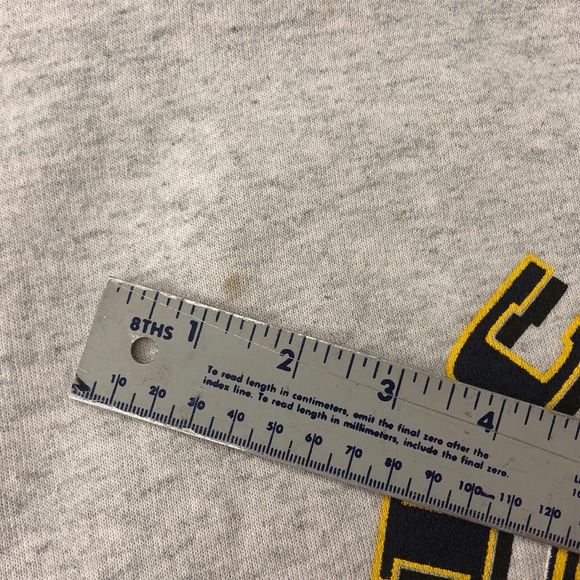 8THS 1 2 3 4
To read length in centimeters, emit the final zero after the
index line. To read length in millimeters, include the final zero.
10 20 30 40 50 60 70 80 90 100mm 110 120